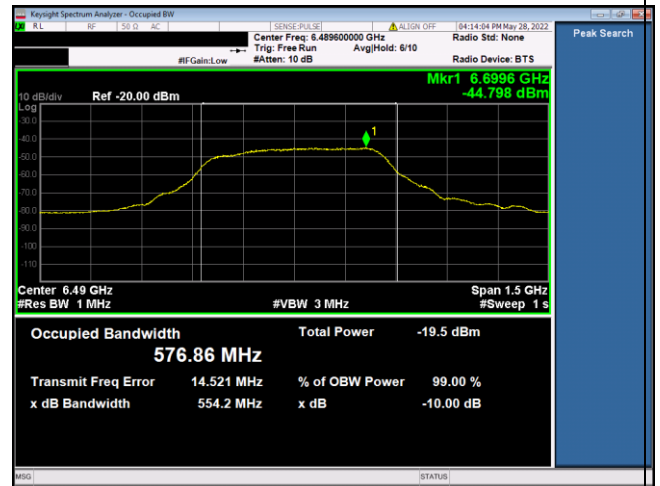 Keysight Spectrum Analyzer - Occupied BW
RL RF 50 Ω AC SENSE:PULSE ALIGN OFF 04:14:04 PM May 28, 2022
Center Freq: 6.489600000 GHz Radio Std: None
Trig: Free Run Avg|Hold: 6/10
#IFGain:Low #Atten: 10 dB Radio Device: BTS
Peak Search
Mkr1 6.6996 GHz
10 dB/div Ref -20.00 dBm -44.798 dBm
Log
-30.0
1
-40.0
-50.0
-60.0
-70.0
-80.0
-90.0
-100
-110
Center 6.49 GHz Span 1.5 GHz
#Res BW 1 MHz #VBW 3 MHz #Sweep 1 s
Occupied Bandwidth Total Power -19.5 dBm
576.86 MHz
Transmit Freq Error 14.521 MHz % of OBW Power 99.00 %
x dB Bandwidth 554.2 MHz x dB -10.00 dB
MSG STATUS